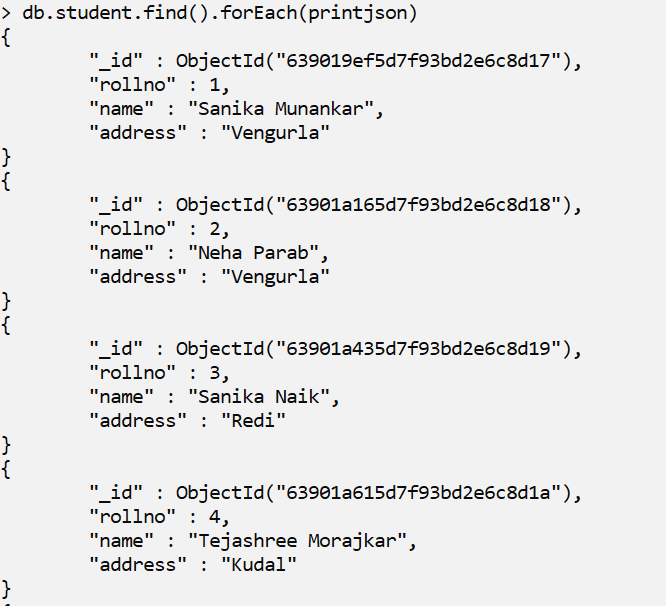 > db.student.find().forEach(printjson)
{
"_id" : ObjectId("639019ef5d7f93bd2e6c8d17"),
"rollno" : 1,
"name" : "Sanika Munankar",
"address" : "Vengurla"
}
{
"_id" : ObjectId("63901a165d7f93bd2e6c8d18"),
"rollno" : 2,
"name" : "Neha Parab",
"address" : "Vengurla"
}
{
"_id" : ObjectId("63901a435d7f93bd2e6c8d19"),
"rollno" : 3,
"name" : "Sanika Naik",
"address" : "Redi"
}
{
"_id" : ObjectId("63901a615d7f93bd2e6c8d1a"),
"rollno" : 4,
"name" : "Tejashree Morajkar",
"address" : "Kudal"
}